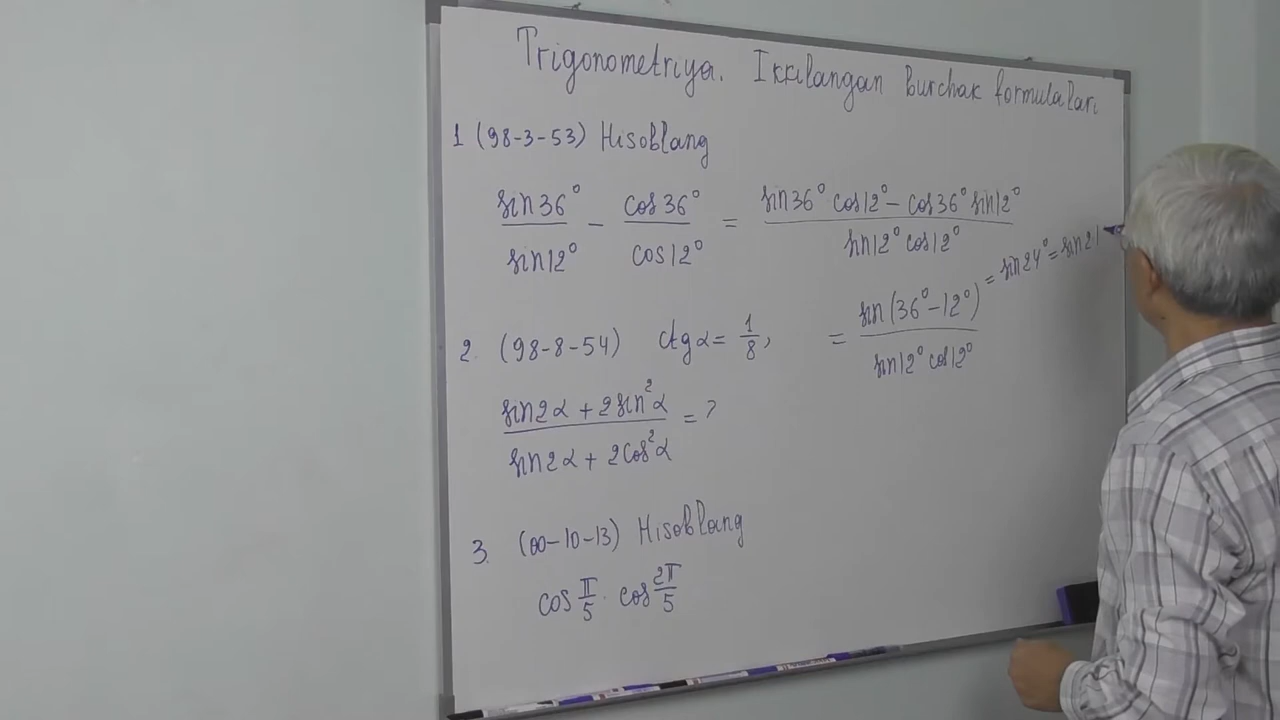 Trigonometriya. Ikkilangan burchak formulalari
1 (98-3-53) Hisoblang
sin36° / sin12° − cos36° / cos12° = (sin36° cos12° − cos36° sin12°) / (sin12° cos12°)
= sin(36°−12°) / (sin12° cos12°) = sin24° = sin2
2. (98-8-54) ctgα = 1/8,
(sin2α + 2sin²α) / (sin2α + 2cos²α) = ?
3. (00-10-13) Hisoblang
cos π/5 · cos 2π/5